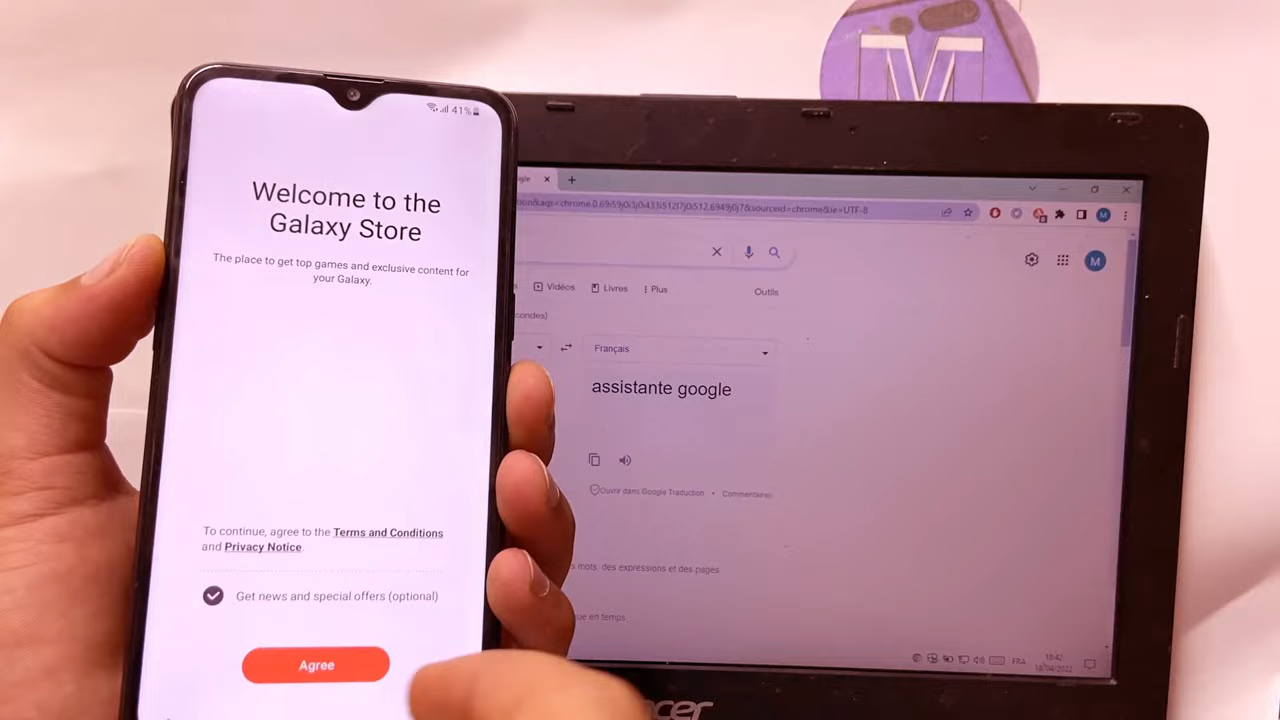 41%
Welcome to the
Galaxy Store
The place to get top games and exclusive content for
your Galaxy.
To continue, agree to the Terms and Conditions
and Privacy Notice.
Get news and special offers (optional)
Agree
M
Vidéos
Livres
Plus
Outils
Français
assistante google
Ouvrir dans Google Traduction • Commentaires
mots, des expressions et des pages
en temps
M
M
FRA
18:42
18/04/2022